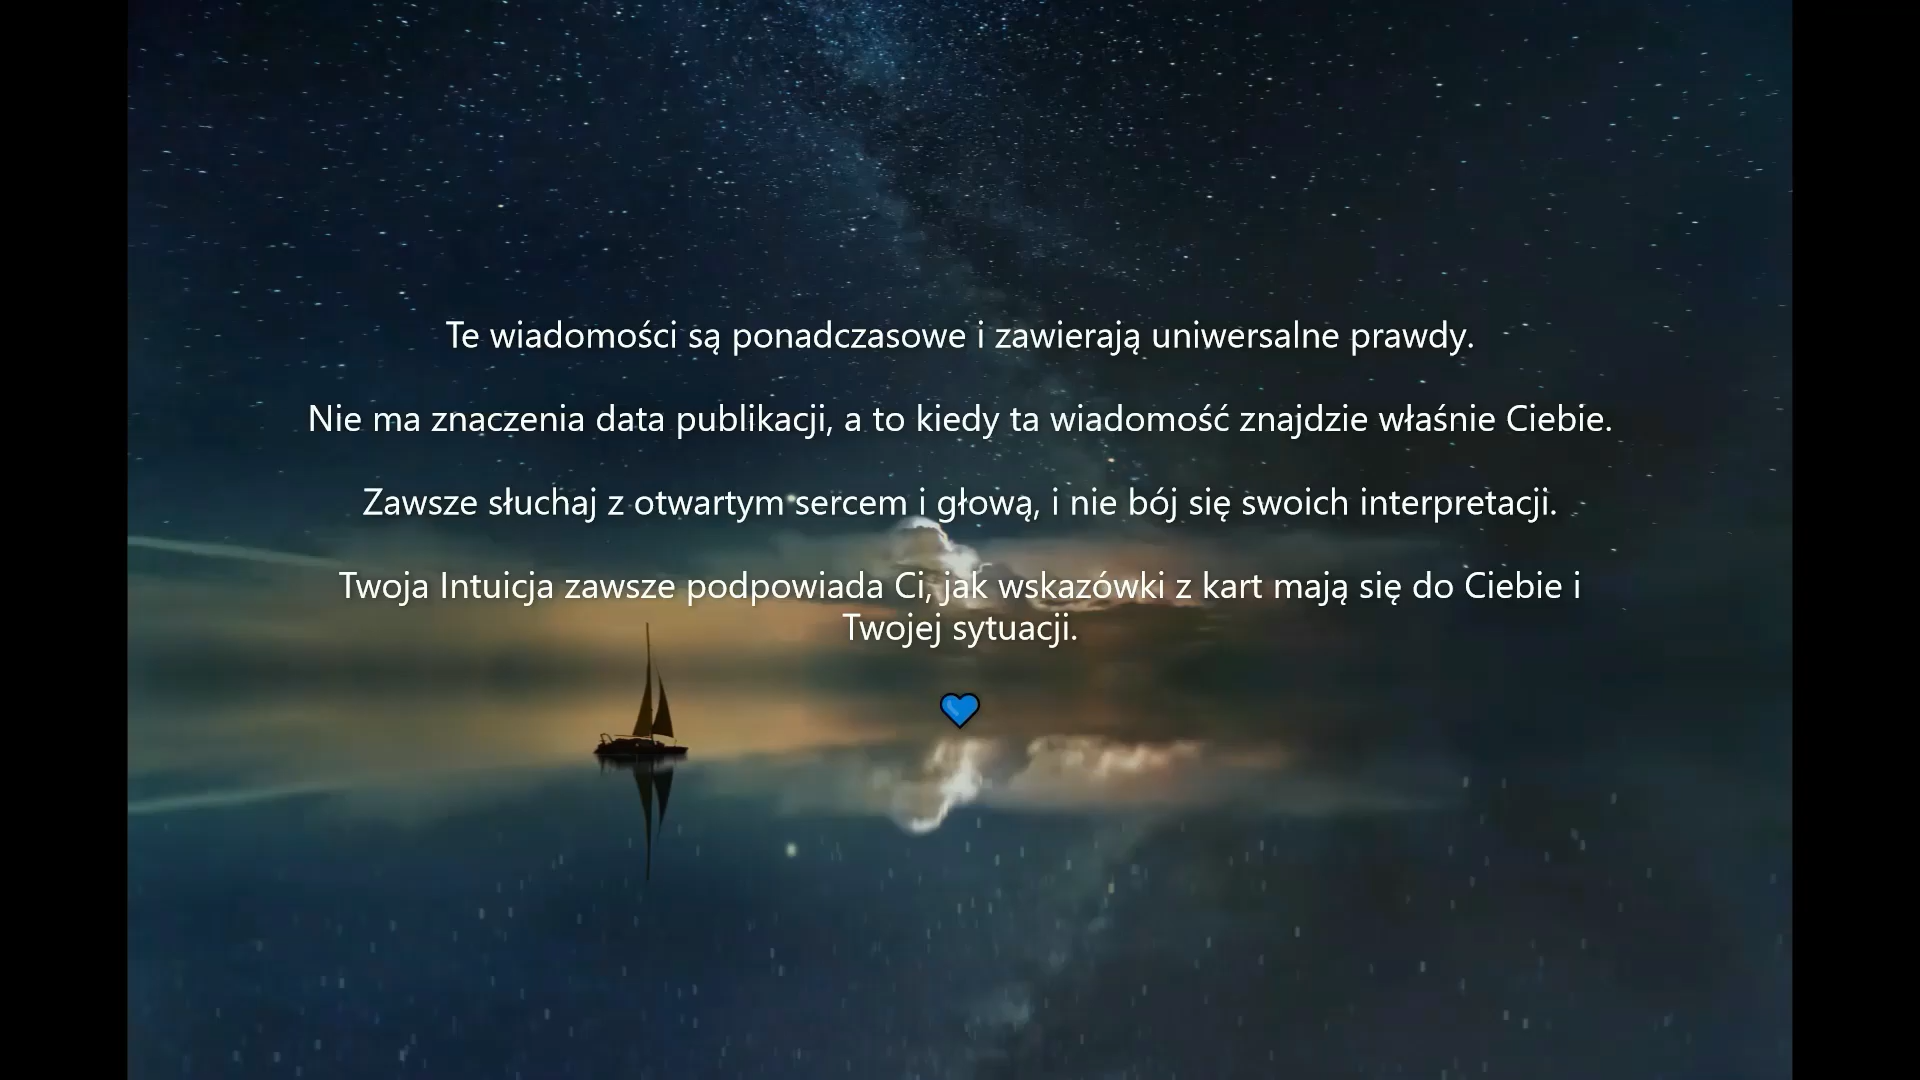 Te wiadomości są ponadczasowe i zawierają uniwersalne prawdy.
Nie ma znaczenia data publikacji, a to kiedy ta wiadomość znajdzie właśnie Ciebie.
Zawsze słuchaj z otwartym sercem i głową, i nie bój się swoich interpretacji.
Twoja Intuicja zawsze podpowiada Ci, jak wskazówki z kart mają się do Ciebie i
Twojej sytuacji.
💙